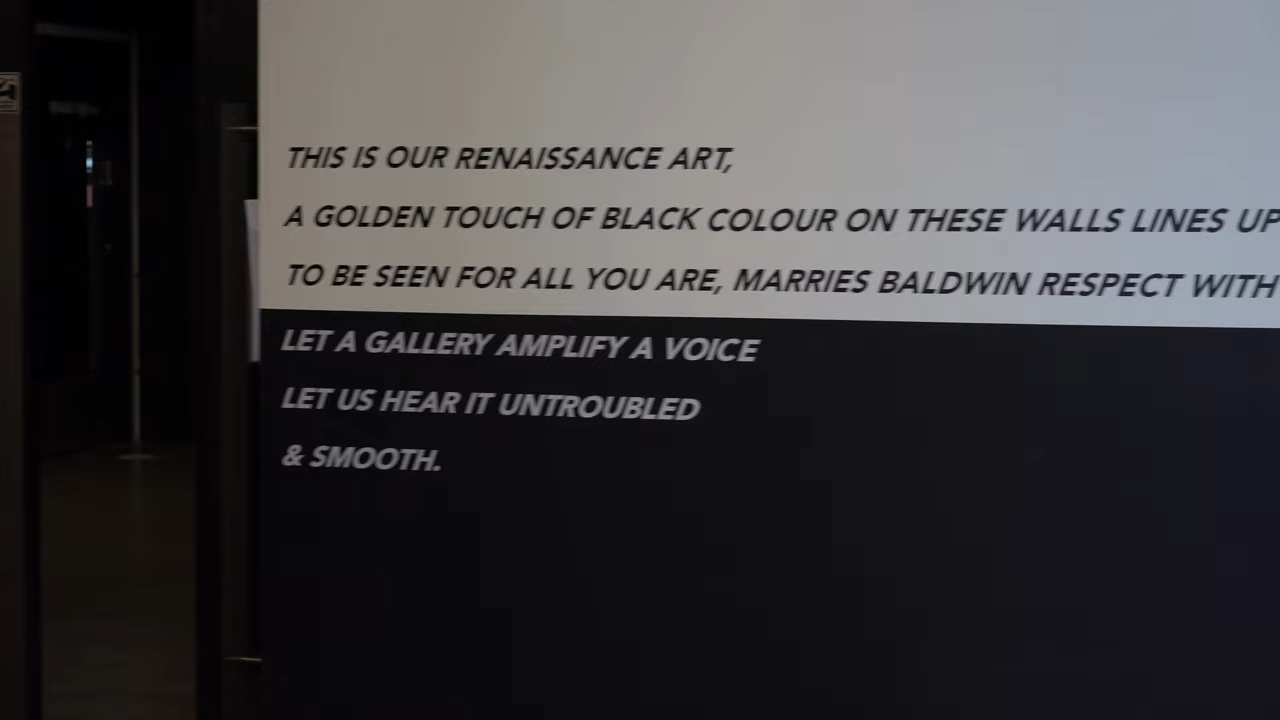 THIS IS OUR RENAISSANCE ART,
A GOLDEN TOUCH OF BLACK COLOUR ON THESE WALLS LINES UP
TO BE SEEN FOR ALL YOU ARE, MARRIES BALDWIN RESPECT WITH
LET A GALLERY AMPLIFY A VOICE
LET US HEAR IT UNTROUBLED
& SMOOTH.